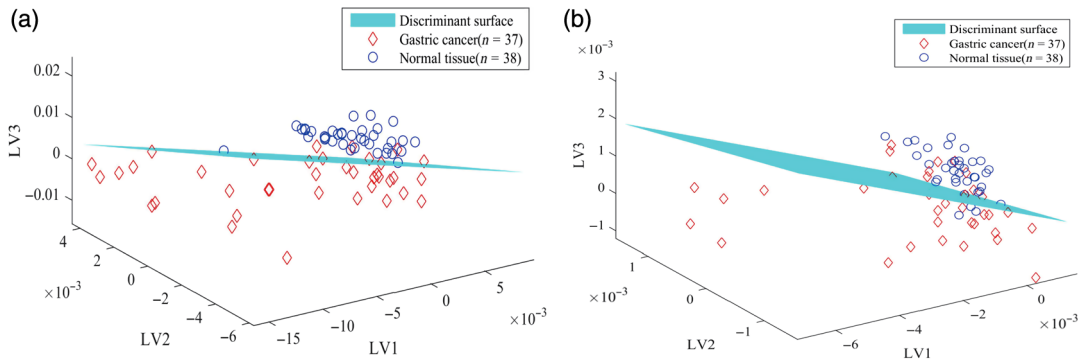 (a)
Discriminant surface
Gastric cancer(n = 37)
Normal tissue(n = 38)
0.02
0.01
0
−0.01
LV3
4
2
0
−2
−4
−6
×10⁻³
LV2
−15
−10
−5
0
5
×10⁻³
LV1
(b)
Discriminant surface
Gastric cancer(n = 37)
Normal tissue(n = 38)
×10⁻³
3
2
1
0
−1
LV3
1
0
−1
×10⁻³
LV2
−6
−4
−2
0
×10⁻³
LV1